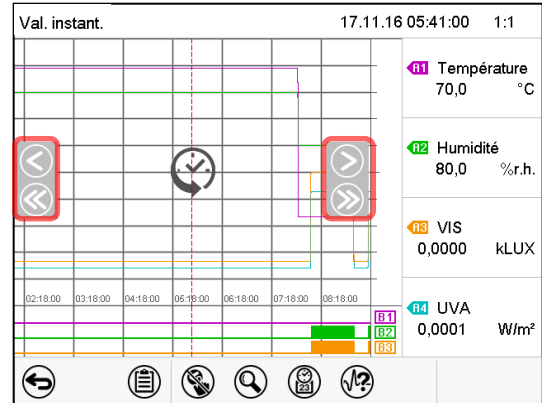 Val. instant. 17.11.16 05:41:00 1:1
A1 Température
70,0 °C
A2 Humidité
80,0 %r.h.
A3 VIS
0,0000 kLUX
A4 UVA
0,0001 W/m²
02:18:00 03:18:00 04:18:00 05:18:00 06:18:00 07:18:00 08:18:00
B1
B2
B3
23
?